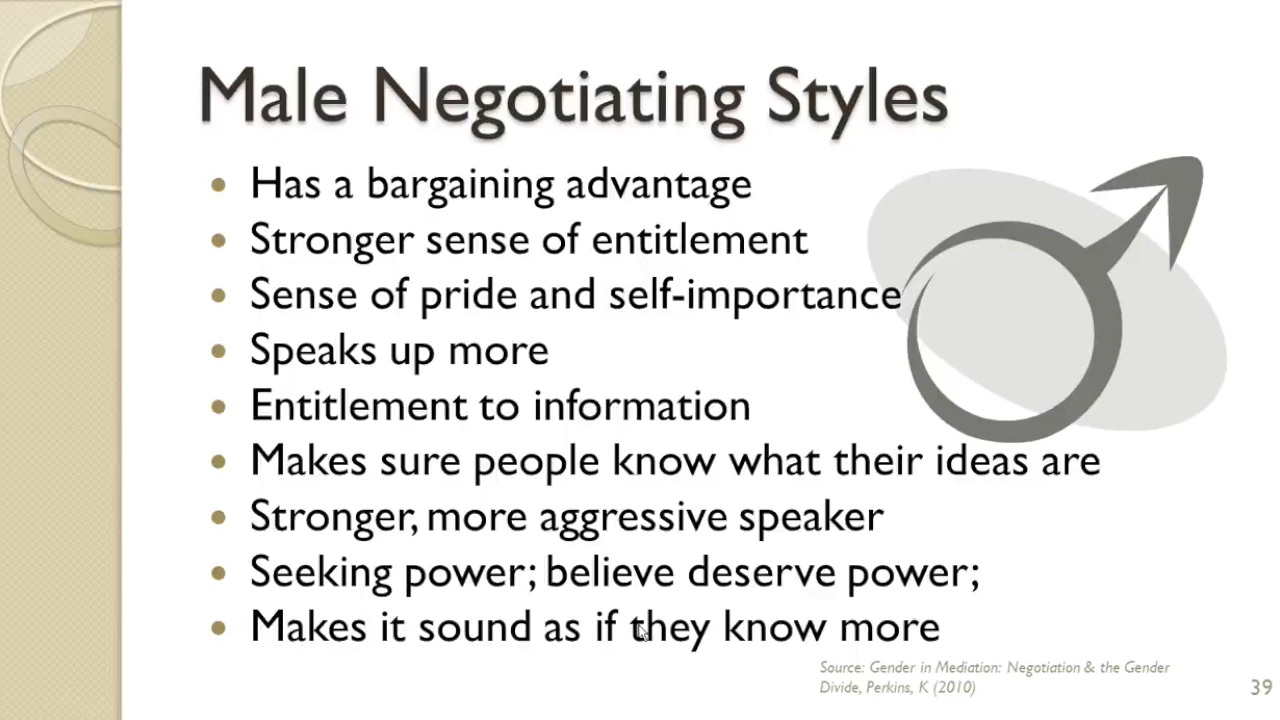 Male Negotiating Styles
• Has a bargaining advantage
• Stronger sense of entitlement
• Sense of pride and self-importance
• Speaks up more
• Entitlement to information
• Makes sure people know what their ideas are
• Stronger, more aggressive speaker
• Seeking power; believe deserve power;
• Makes it sound as if they know more
Source: Gender in Mediation: Negotiation & the Gender
Divide, Perkins, K (2010)
39